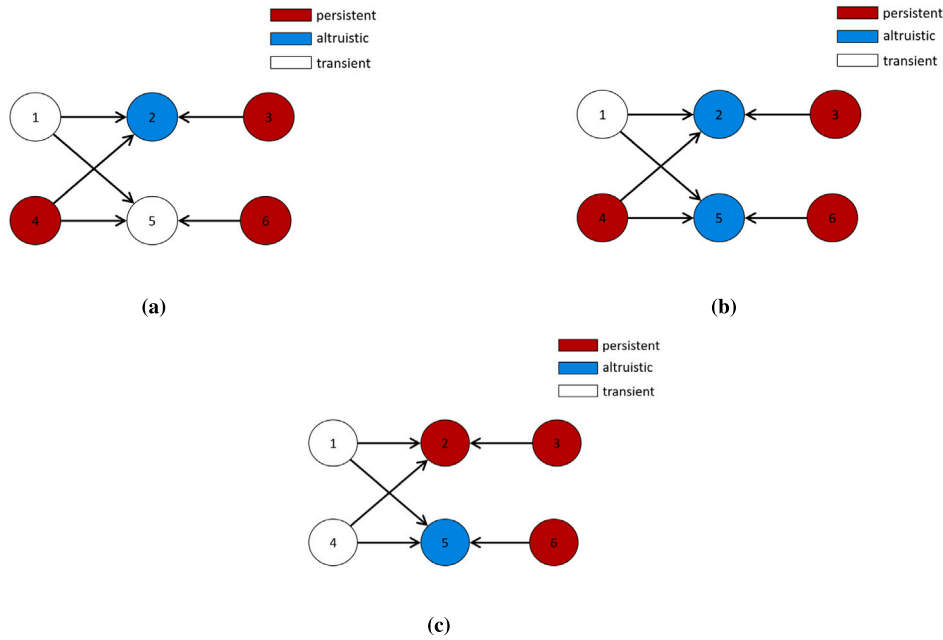 persistent
altruistic
transient
1
2
3
4
5
6
(a)
persistent
altruistic
transient
1
2
3
4
5
6
(b)
persistent
altruistic
transient
1
2
3
4
5
6
(c)